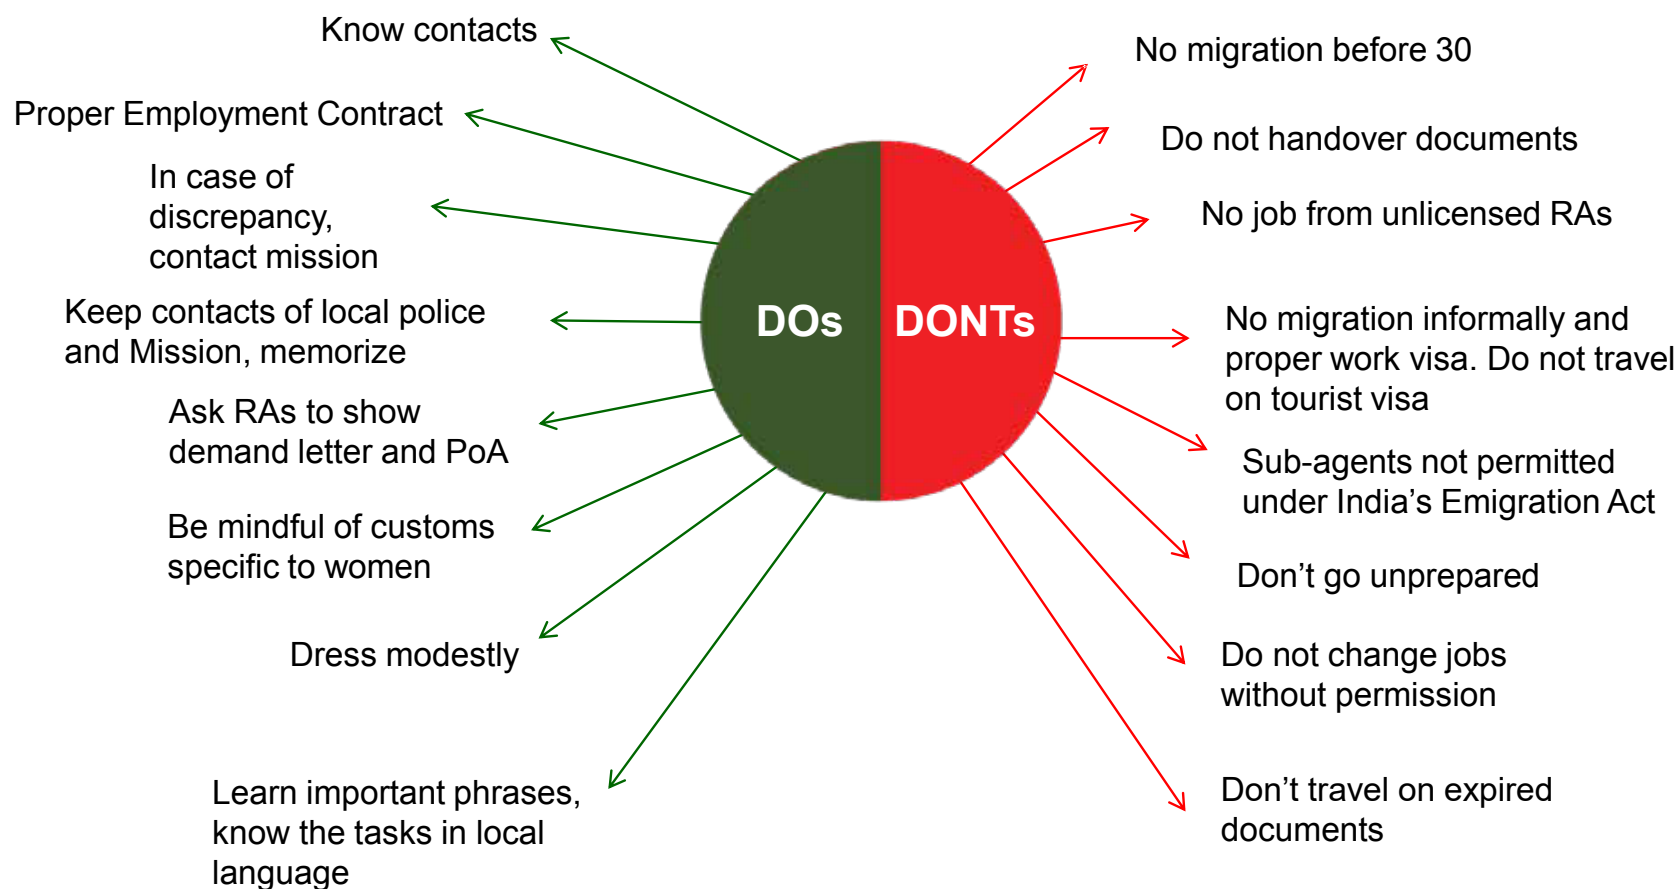 Know contacts
Proper Employment Contract
In case of
discrepancy,
contact mission
Keep contacts of local police
and Mission, memorize
Ask RAs to show
demand letter and PoA
Be mindful of customs
specific to women
Dress modestly
Learn important phrases,
know the tasks in local
language
DOs
DONTs
No migration before 30
Do not handover documents
No job from unlicensed RAs
No migration informally and
proper work visa. Do not travel
on tourist visa
Sub-agents not permitted
under India’s Emigration Act
Don’t go unprepared
Do not change jobs
without permission
Don’t travel on expired
documents